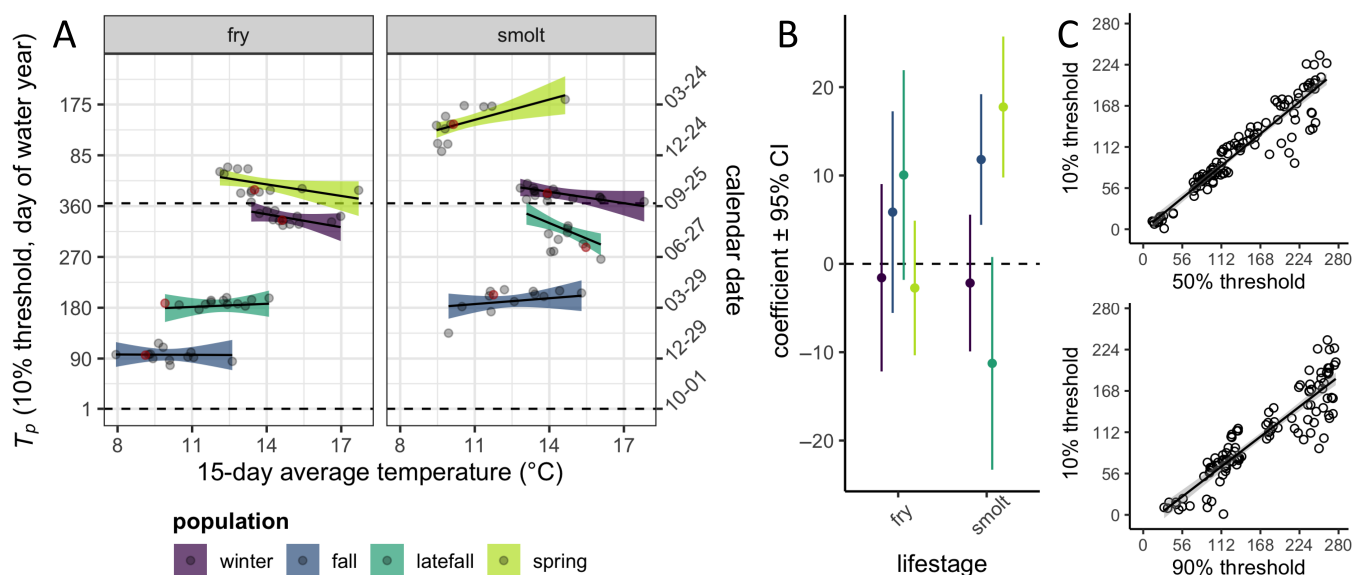 A
fry
smolt
T_p (10% threshold, day of water year)
175
85
360
270
180
90
1
03-24
12-24
09-25
06-27
03-29
12-29
10-01
calendar date
8
11
14
17
8
11
14
17
15-day average temperature (°C)
population
winter
fall
latefall
spring
B
coefficient ± 95% CI
20
10
0
−10
−20
fry
smolt
lifestage
C
10% threshold
280
224
168
112
56
0
0
56
112
168
224
280
50% threshold
10% threshold
280
224
168
112
56
0
0
56
112
168
224
280
90% threshold